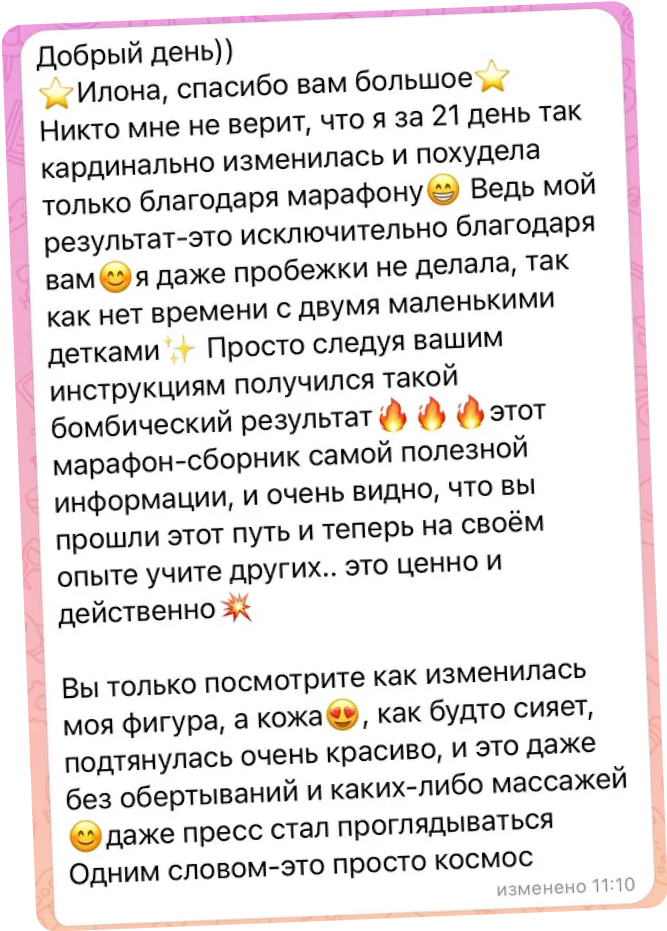 Добрый день))
⭐Илона, спасибо вам большое⭐
Никто мне не верит, что я за 21 день так
кардинально изменилась и похудела
только благодаря марафону😁 Ведь мой
результат-это исключительно благодаря
вам😊я даже пробежки не делала, так
как нет времени с двумя маленькими
детками✨ Просто следуя вашим
инструкциям получился такой
бомбический результат🔥🔥🔥этот
марафон-сборник самой полезной
информации, и очень видно, что вы
прошли этот путь и теперь на своём
опыте учите других.. это ценно и
действенно💥
Вы только посмотрите как изменилась
моя фигура, а кожа😍, как будто сияет,
подтянулась очень красиво, и это даже
без обертываний и каких-либо массажей
😊даже пресс стал проглядываться
Одним словом-это просто космос
изменено 11:10